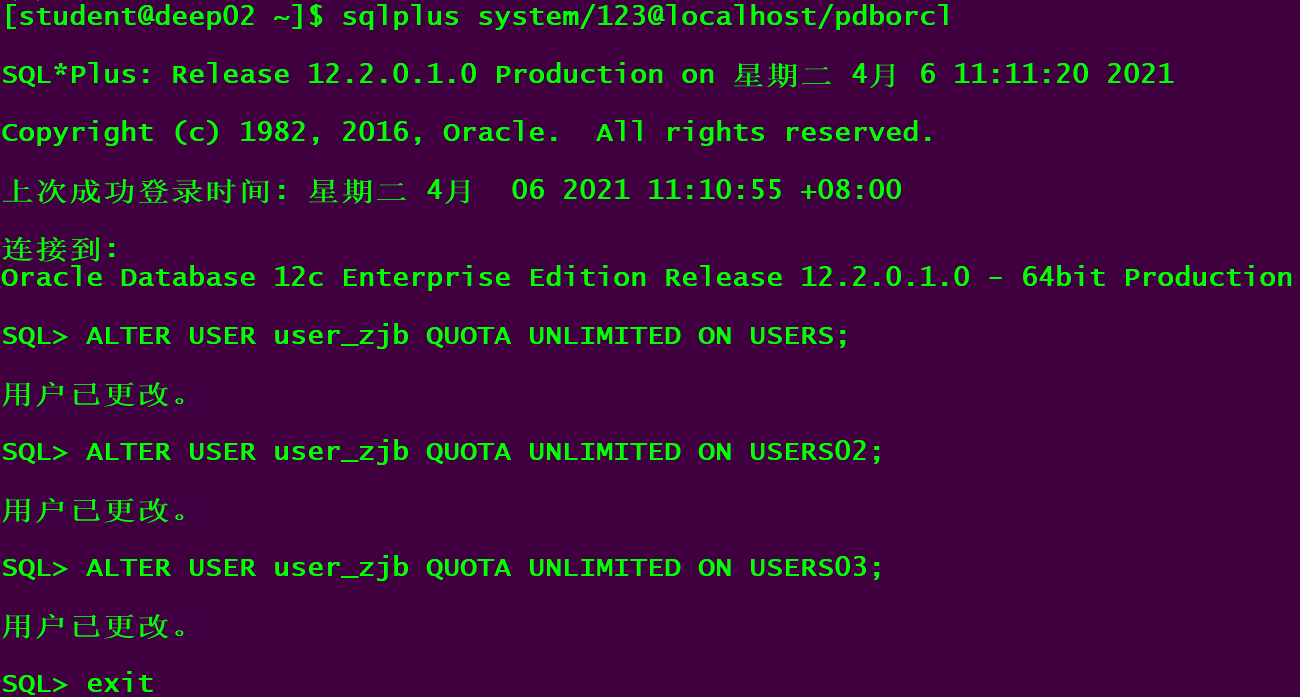 [student@deep02 ~]$ sqlplus system/123@localhost/pdborcl
SQL*Plus: Release 12.2.0.1.0 Production on 星期二 4月 6 11:11:20 2021
Copyright (c) 1982, 2016, Oracle.  All rights reserved.
上次成功登录时间: 星期二 4月  06 2021 11:10:55 +08:00
连接到:
Oracle Database 12c Enterprise Edition Release 12.2.0.1.0 - 64bit Production
SQL> ALTER USER user_zjb QUOTA UNLIMITED ON USERS;
用户已更改。
SQL> ALTER USER user_zjb QUOTA UNLIMITED ON USERS02;
用户已更改。
SQL> ALTER USER user_zjb QUOTA UNLIMITED ON USERS03;
用户已更改。
SQL> exit